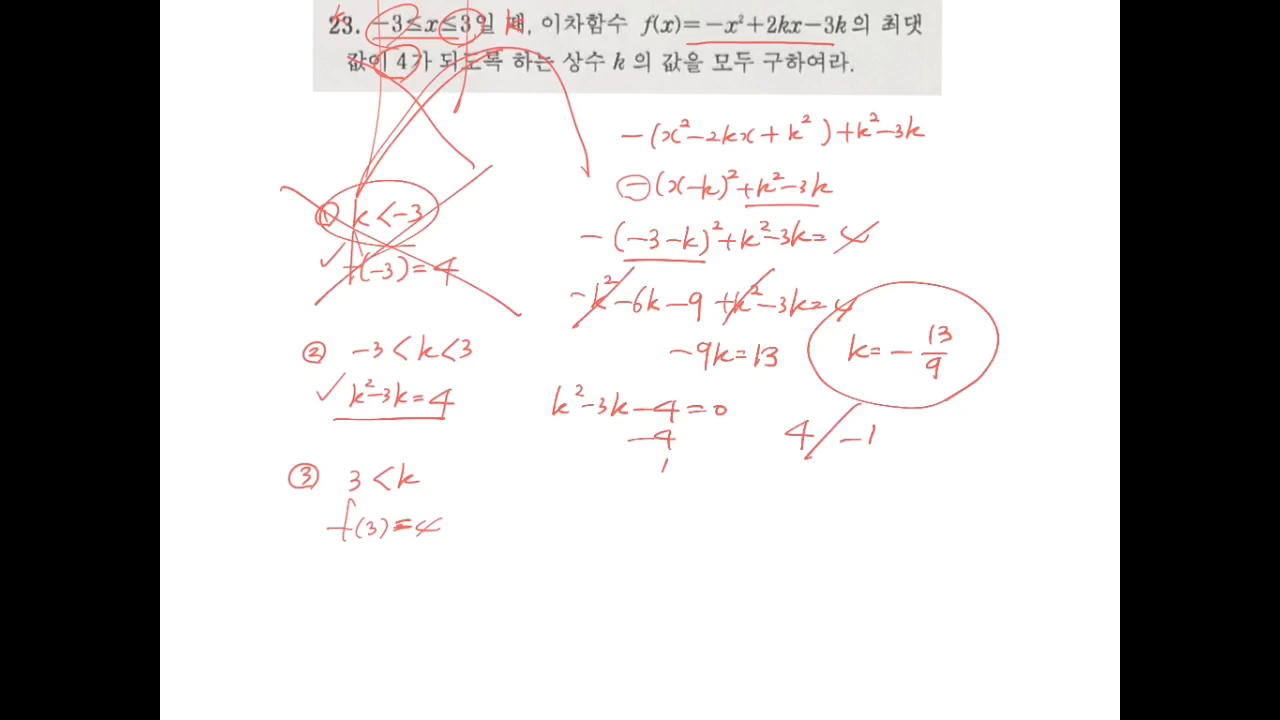 23. -3≤x≤3일 때, 이차함수 f(x)=-x²+2kx-3k의 최댓
값이 4가 되도록 하는 상수 k의 값을 모두 구하여라.
-(x²-2kx+k²)+k²-3k
-(x-k)²+k²-3k
① k<-3
-(-3-k)²+k²-3k=4
f(-3)=4
-k²-6k-9+k²-3k=4
② -3<k<3
-9k=13
k=-13/9
k²-3k=4
k²-3k-4=0
-4
1
4 -1
③ 3<k
f(3)=4